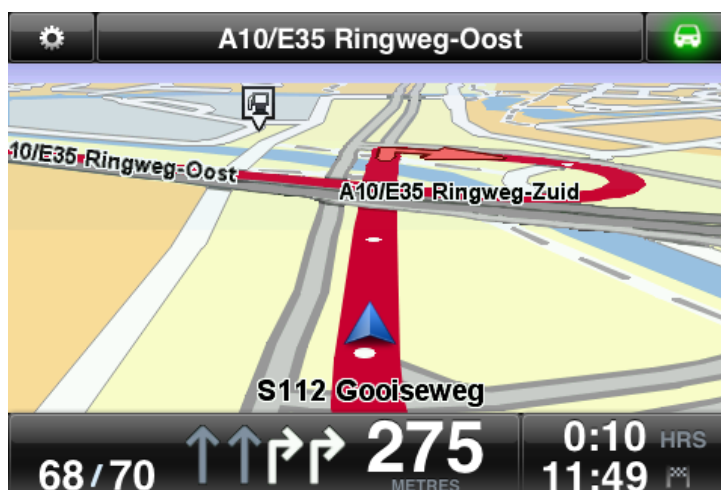 A10/E35 Ringweg-Oost
10/E35 Ringweg-Oost
A10/E35 Ringweg-Zuid
S112 Gooiseweg
68/70
275
METRES
0:10 HRS
11:49